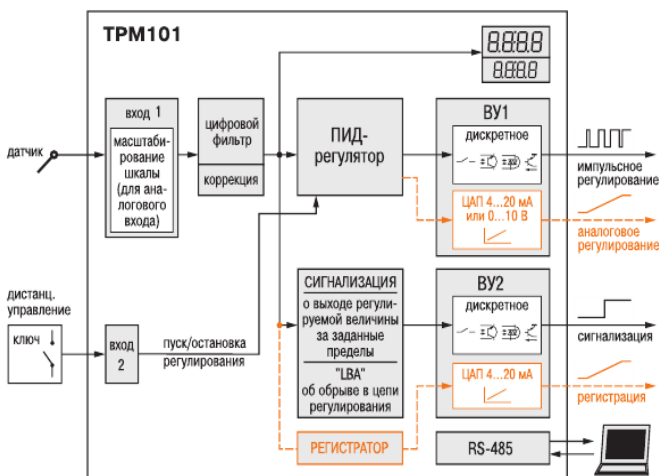 ТРМ101
8.8.8.8
8.8.8.8
датчик
вход 1
масштаби-
рование
шкалы
(для ана-
логового
входа)
цифровой
фильтр
коррекция
ПИД-
регулятор
ВУ1
дискретное
ЦАП 4...20 мА
или 0...10 В
импульсное
регулирование
аналоговое
регулирование
дистанц.
управление
ключ
вход
2
пуск/остановка
регулирования
СИГНАЛИЗАЦИЯ
о выходе регули-
руемой величины
за заданные
пределы
"LBA"
об обрыве в цепи
регулирования
РЕГИСТРАТОР
ВУ2
дискретное
ЦАП 4...20 мА
сигнализация
регистрация
RS-485